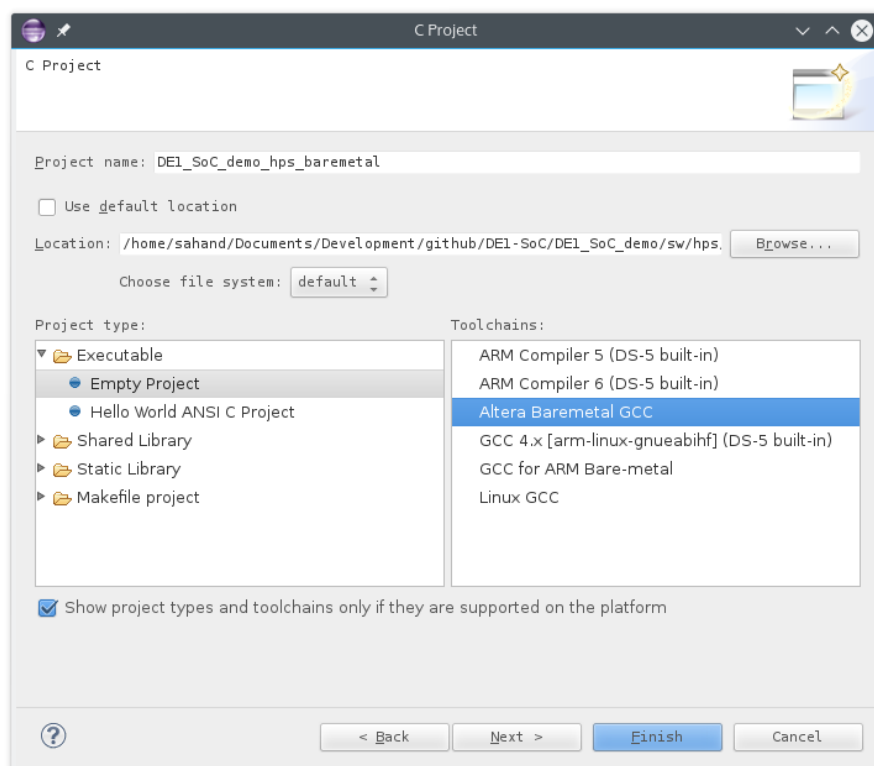 C Project
C Project
Project name: DE1_SoC_demo_hps_baremetal
Use default location
Location: /home/sahand/Documents/Development/github/DE1-SoC/DE1_SoC_demo/sw/hps. Browse...
Choose file system: default
Project type: Toolchains:
Executable ARM Compiler 5 (DS-5 built-in)
Empty Project ARM Compiler 6 (DS-5 built-in)
Hello World ANSI C Project Altera Baremetal GCC
Shared Library GCC 4.x [arm-linux-gnueabihf] (DS-5 built-in)
Static Library GCC for ARM Bare-metal
Makefile project Linux GCC
Show project types and toolchains only if they are supported on the platform
? < Back Next > Finish Cancel